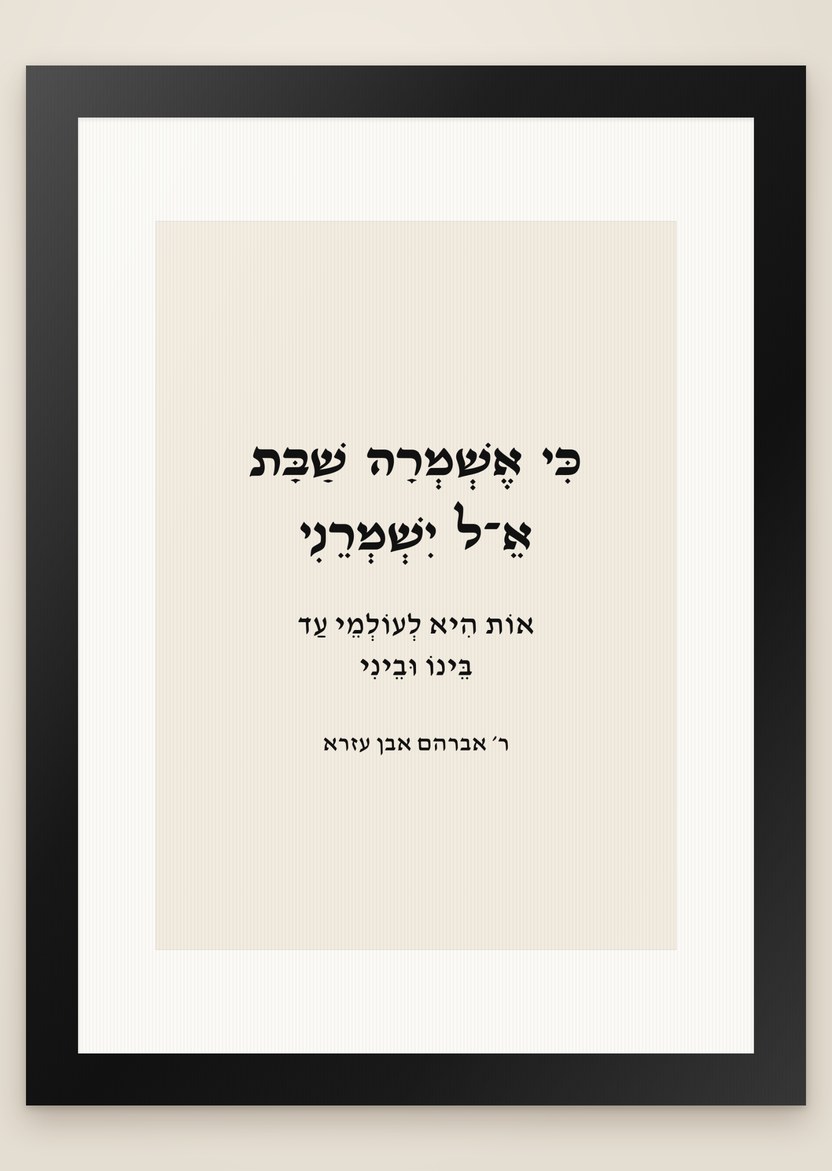 כִּי אֶשְׁמְרָה שַׁבָּת
אֵ־ל יִשְׁמְרֵנִי
אוֹת הִיא לְעוֹלְמֵי עַד
בֵּינוֹ וּבֵינִי
ר׳ אברהם אבן עזרא